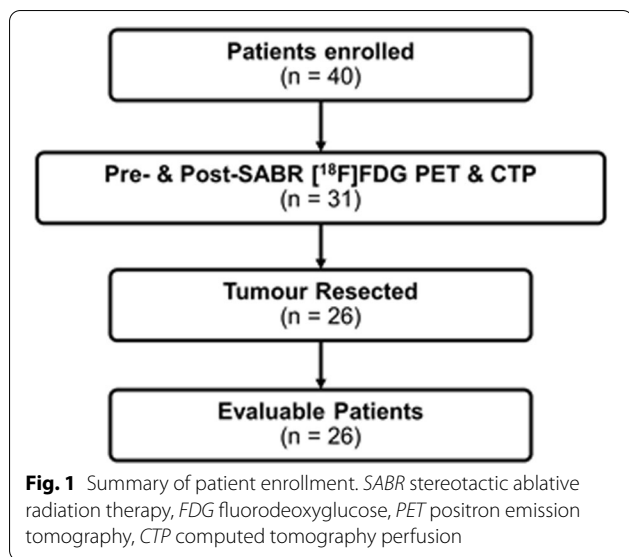 Patients enrolled
(n = 40)
Pre- & Post-SABR [¹⁸F]FDG PET & CTP
(n = 31)
Tumour Resected
(n = 26)
Evaluable Patients
(n = 26)
Fig. 1 Summary of patient enrollment. SABR stereotactic ablative
radiation therapy, FDG fluorodeoxyglucose, PET positron emission
tomography, CTP computed tomography perfusion